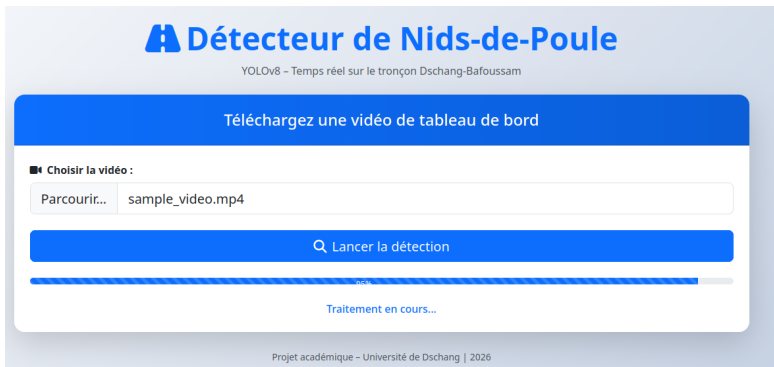 Détecteur de Nids-de-Poule
YOLOv8 – Temps réel sur le tronçon Dschang-Bafoussam
Téléchargez une vidéo de tableau de bord
Choisir la vidéo :
Parcourir... sample_video.mp4
Lancer la détection
95%
Traitement en cours...
Projet académique – Université de Dschang | 2026